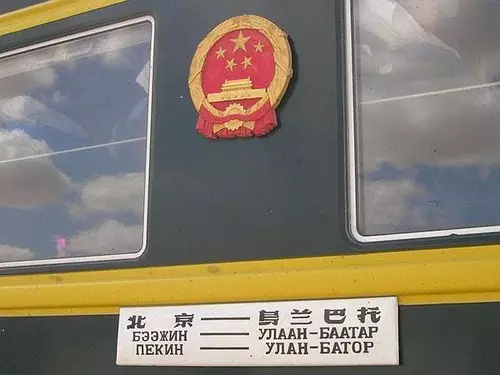 北京 — 乌兰巴托
БЭЭЖИН — УЛААН-БААТАР
ПЕКИН — УЛАН-БАТОР